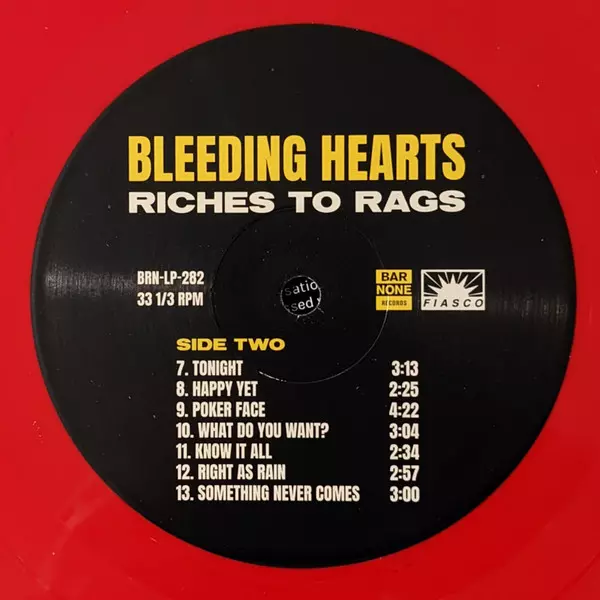 BLEEDING HEARTS
RICHES TO RAGS
BRN-LP-282
33 1/3 RPM
BAR
NONE
RECORDS
FIASCO
SIDE TWO
7. TONIGHT 3:13
8. HAPPY YET 2:25
9. POKER FACE 4:22
10. WHAT DO YOU WANT? 3:04
11. KNOW IT ALL 2:34
12. RIGHT AS RAIN 2:57
13. SOMETHING NEVER COMES 3:00